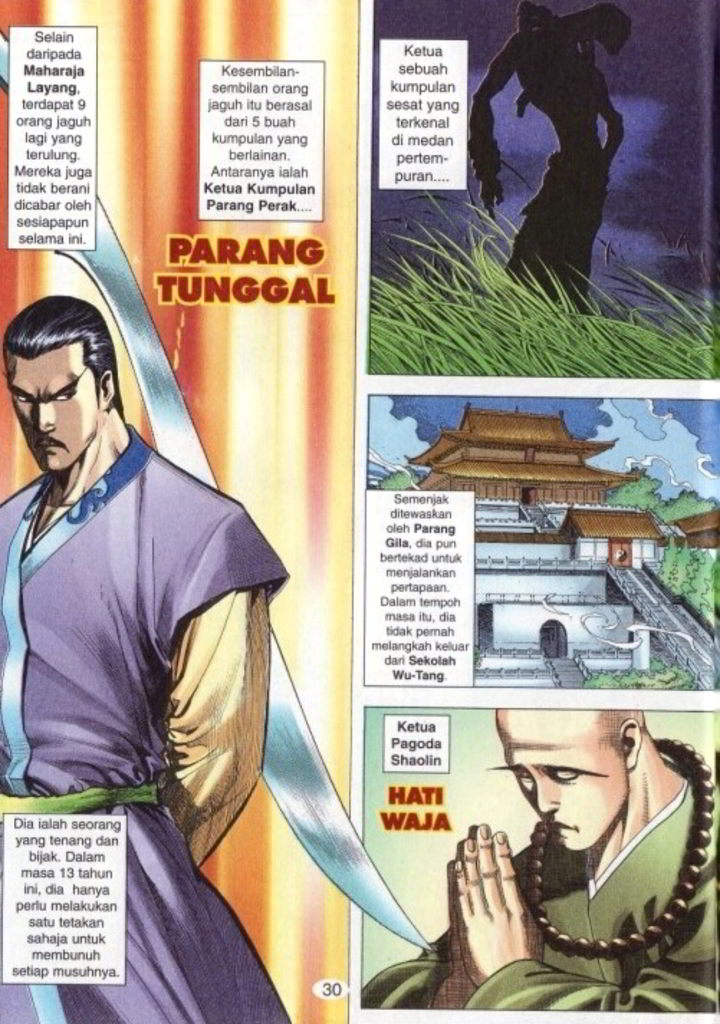 Selain
daripada
Maharaja
Layang,
terdapat 9
orang jaguh
lagi yang
terulung.
Mereka juga
tidak berani
dicabar oleh
sesiapapun
selama ini.
Kesembilan-
sembilan orang
jaguh itu berasal
dari 5 buah
kumpulan yang
berlainan.
Antaranya ialah
Ketua Kumpulan
Parang Perak....
PARANG
TUNGGAL
Dia ialah seorang
yang tenang dan
bijak. Dalam
masa 13 tahun
ini, dia hanya
perlu melakukan
satu tetakan
sahaja untuk
membunuh
setiap musuhnya.
Ketua
sebuah
kumpulan
sesat yang
terkenal
di medan
pertem-
puran....
Semenjak
ditewaskan
oleh Parang
Gila, dia pun
bertekad untuk
menjalankan
pertapaan.
Dalam tempoh
masa itu, dia
tidak pernah
melangkah keluar
dari Sekolah
Wu-Tang.
Ketua
Pagoda
Shaolin
HATI
WAJA
30